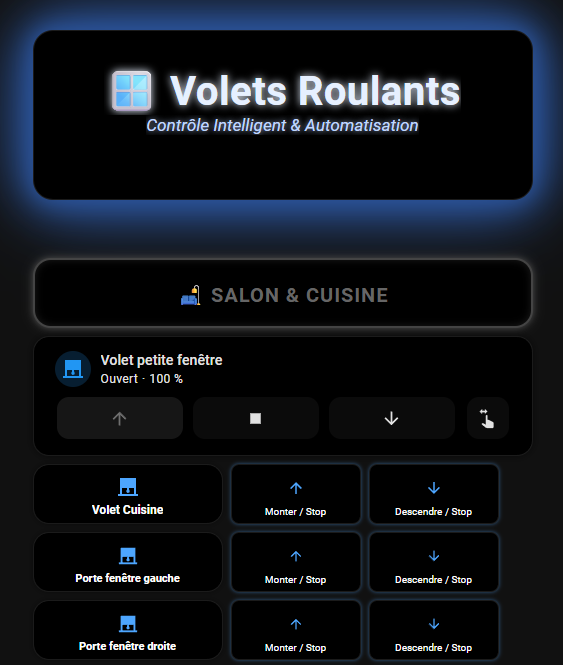 Volets Roulants
Contrôle Intelligent & Automatisation
SALON & CUISINE
Volet petite fenêtre
Ouvert · 100 %
Volet Cuisine
Monter / Stop
Descendre / Stop
Porte fenêtre gauche
Monter / Stop
Descendre / Stop
Porte fenêtre droite
Monter / Stop
Descendre / Stop